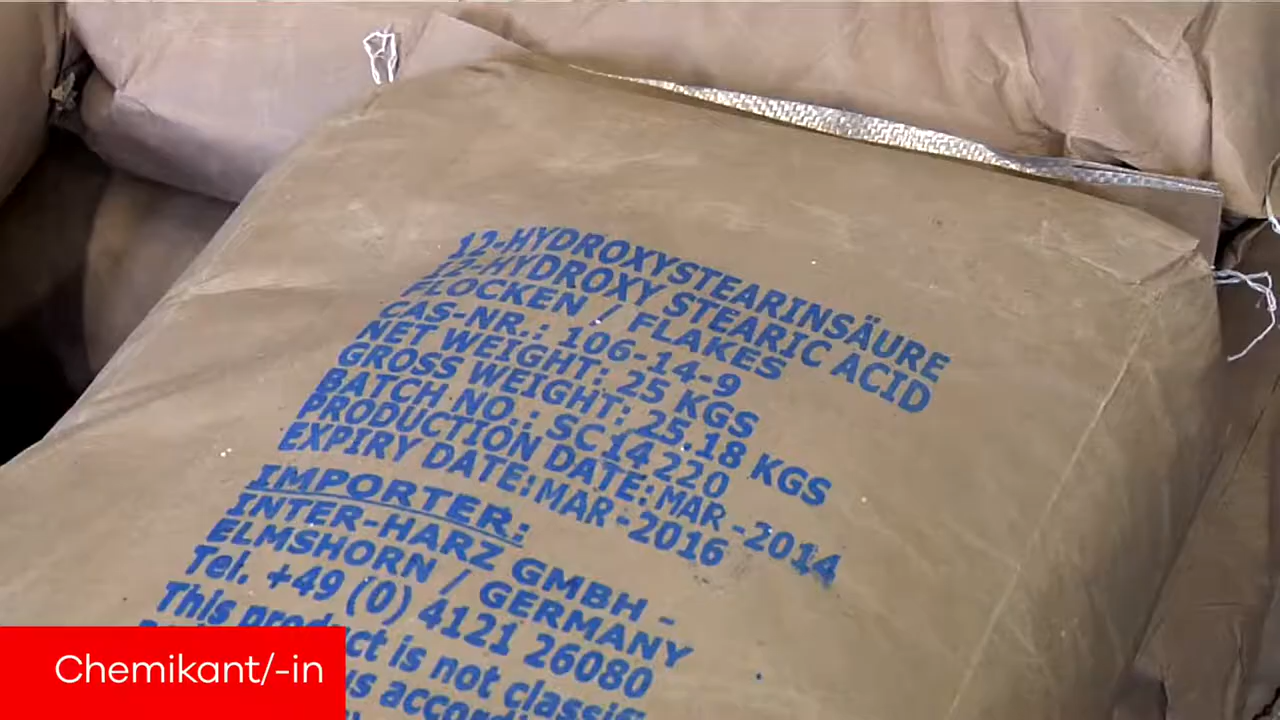 12-HYDROXYSTEARINSÄURE
12-HYDROXY STEARIC ACID
FLOCKEN / FLAKES
CAS-NR.: 106-14-9
NET WEIGHT: 25 KGS
GROSS WEIGHT: 25.18 KGS
BATCH NO.: SC14220
PRODUCTION DATE: MAR-2014
EXPIRY DATE: MAR-2016
IMPORTER:
INTER-HARZ GMBH -
ELMSHORN / GERMANY
Tel. +49 (0) 4121 26080
This product is not
Chemikant/-in